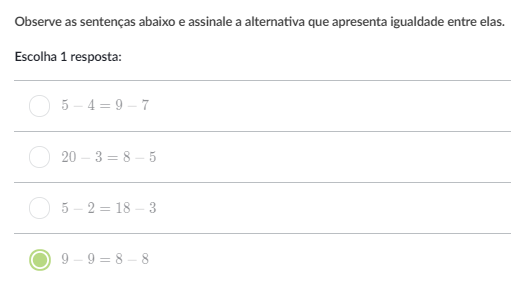 Observe as sentenças abaixo e assinale a alternativa que apresenta igualdade entre elas.
Escolha 1 resposta:
5 − 4 = 9 − 7
20 − 3 = 8 − 5
5 − 2 = 18 − 3
9 − 9 = 8 − 8